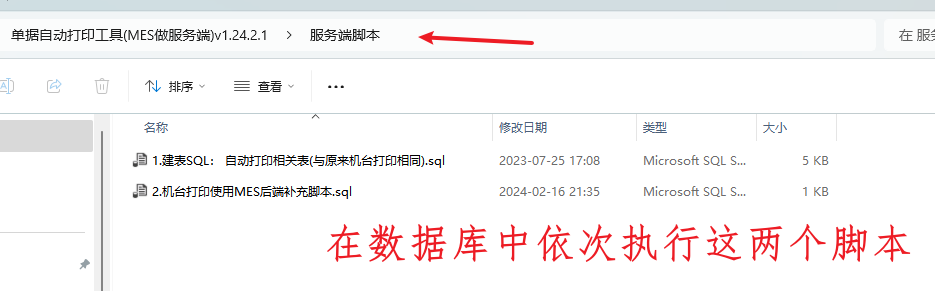 单据自动打印工具(MES做服务端)v1.24.2.1 > 服务端脚本 在 服务
排序 查看 ...
名称 修改日期 类型 大小
1.建表SQL： 自动打印相关表(与原来机台打印相同).sql 2023-07-25 17:08 Microsoft SQL S... 5 KB
2.机台打印使用MES后端补充脚本.sql 2024-02-16 21:35 Microsoft SQL S... 1 KB
在数据库中依次执行这两个脚本